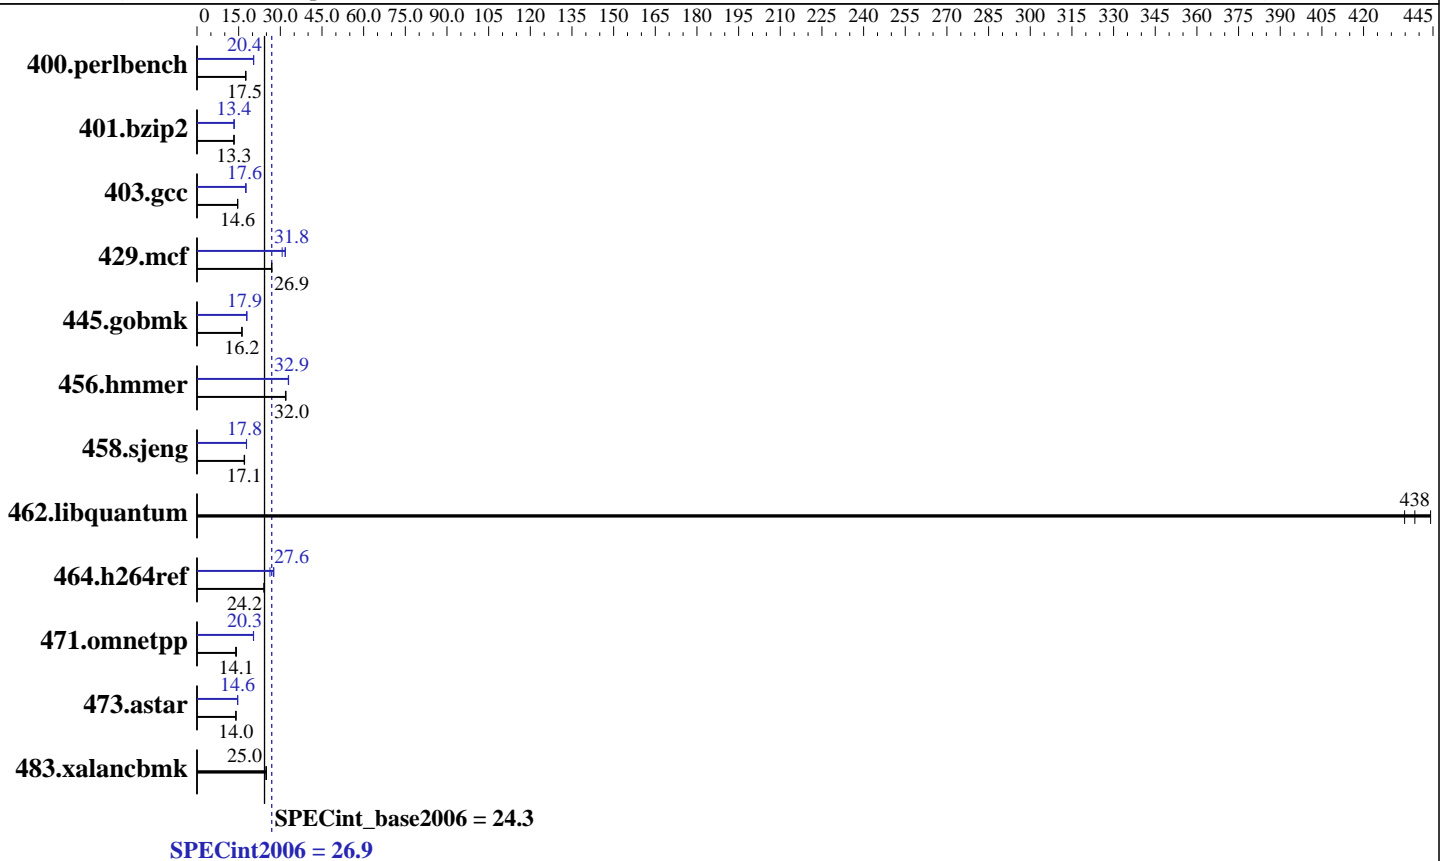 0 15.0 30.0 45.0 60.0 75.0 90.0 105 120 135 150 165 180 195 210 225 240 255 270 285 300 315 330 345 360 375 390 405 420 445
20.4
400.perlbench
17.5
13.4
401.bzip2
13.3
17.6
403.gcc
14.6
31.8
429.mcf
26.9
17.9
445.gobmk
16.2
32.9
456.hmmer
32.0
17.8
458.sjeng
17.1
438
462.libquantum
27.6
464.h264ref
24.2
20.3
471.omnetpp
14.1
14.6
473.astar
14.0
25.0
483.xalancbmk
SPECint_base2006 = 24.3
SPECint2006 = 26.9